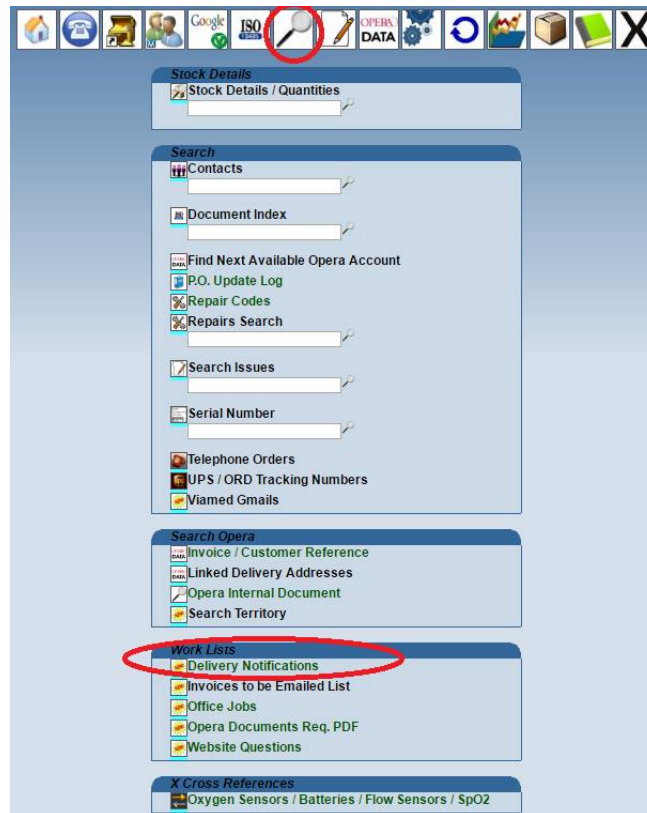 Google ISO OPERA
DATA
Stock Details
Stock Details / Quantities
Search
Contacts
Document Index
Find Next Available Opera Account
P.O. Update Log
Repair Codes
Repairs Search
Search Issues
Serial Number
Telephone Orders
UPS / ORD Tracking Numbers
Viamed Gmails
Search Opera
Invoice / Customer Reference
Linked Delivery Addresses
Opera Internal Document
Search Territory
Work Lists
Delivery Notifications
Invoices to be Emailed List
Office Jobs
Opera Documents Req. PDF
Website Questions
X Cross References
Oxygen Sensors / Batteries / Flow Sensors / SpO2